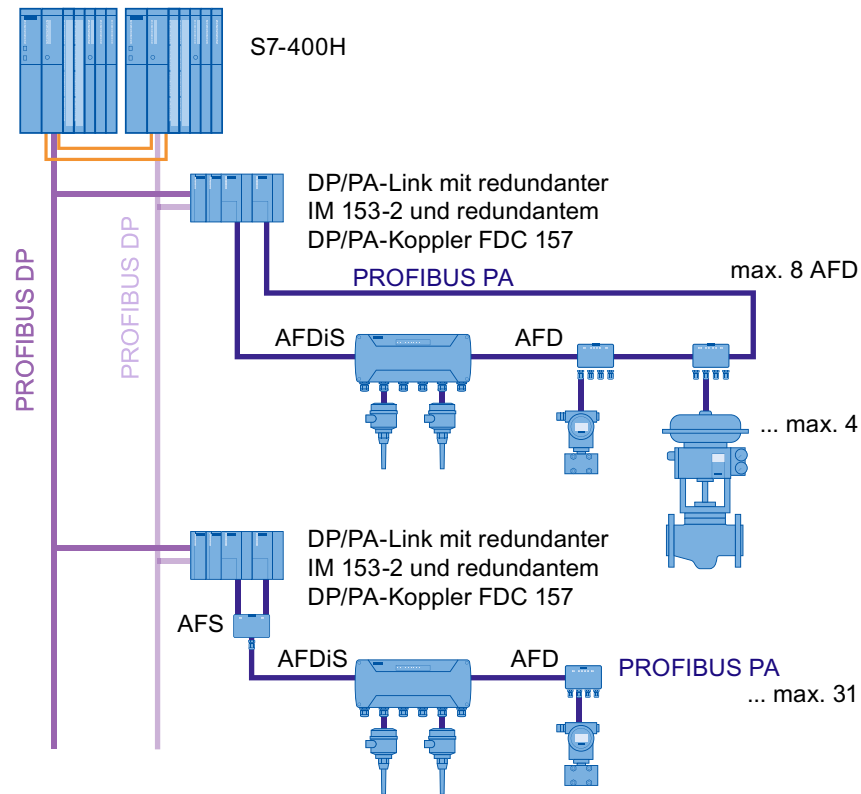 S7-400H
DP/PA-Link mit redundanter
IM 153-2 und redundantem
DP/PA-Koppler FDC 157
PROFIBUS DP
PROFIBUS DP
PROFIBUS PA
max. 8 AFD
AFDiS
AFD
... max. 4
DP/PA-Link mit redundanter
IM 153-2 und redundantem
DP/PA-Koppler FDC 157
AFS
AFDiS
AFD
PROFIBUS PA
... max. 31